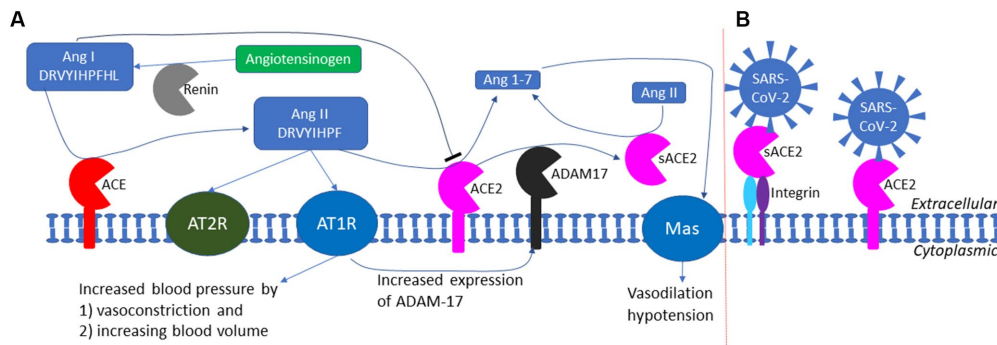 A
Ang I
DRVYIHPFHL
Angiotensinogen
Renin
Ang II
DRVYIHPF
Ang 1-7
Ang II
ACE
ACE2
ADAM17
sACE2
AT2R
AT1R
Mas
Increased blood pressure by
1) vasoconstriction and
2) increasing blood volume
Increased expression
of ADAM-17
Vasodilation
hypotension
B
SARS-
CoV-2
SARS-
CoV-2
sACE2
Integrin
ACE2
Extracellular
Cytoplasmic